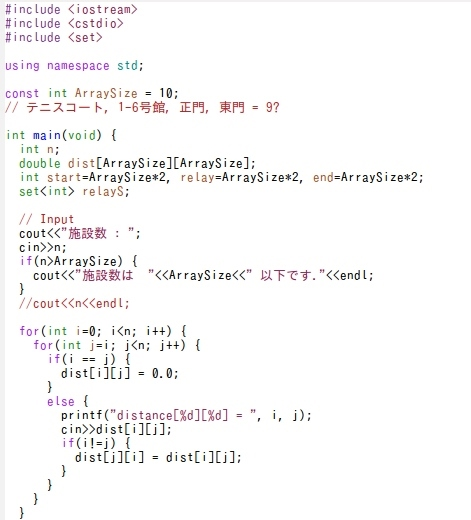 #include <iostream>
#include <cstdio>
#include <set>

using namespace std;

const int ArraySize = 10;
// テニスコート, 1-6号館, 正門, 東門 = 9?

int main(void) {
  int n;
  double dist[ArraySize][ArraySize];
  int start=ArraySize*2, relay=ArraySize*2, end=ArraySize*2;
  set<int> relayS;

  // Input
  cout<<"施設数 : ";
  cin>>n;
  if(n>ArraySize) {
    cout<<"施設数は  "<<ArraySize<<" 以下です."<<endl;
  }
  //cout<<n<<endl;

  for(int i=0; i<n; i++) {
    for(int j=i; j<n; j++) {
      if(i == j) {
        dist[i][j] = 0.0;
      }
      else {
        printf("distance[%d][%d] = ", i, j);
        cin>>dist[i][j];
        if(i!=j) {
          dist[j][i] = dist[i][j];
        }
      }
    }
  }